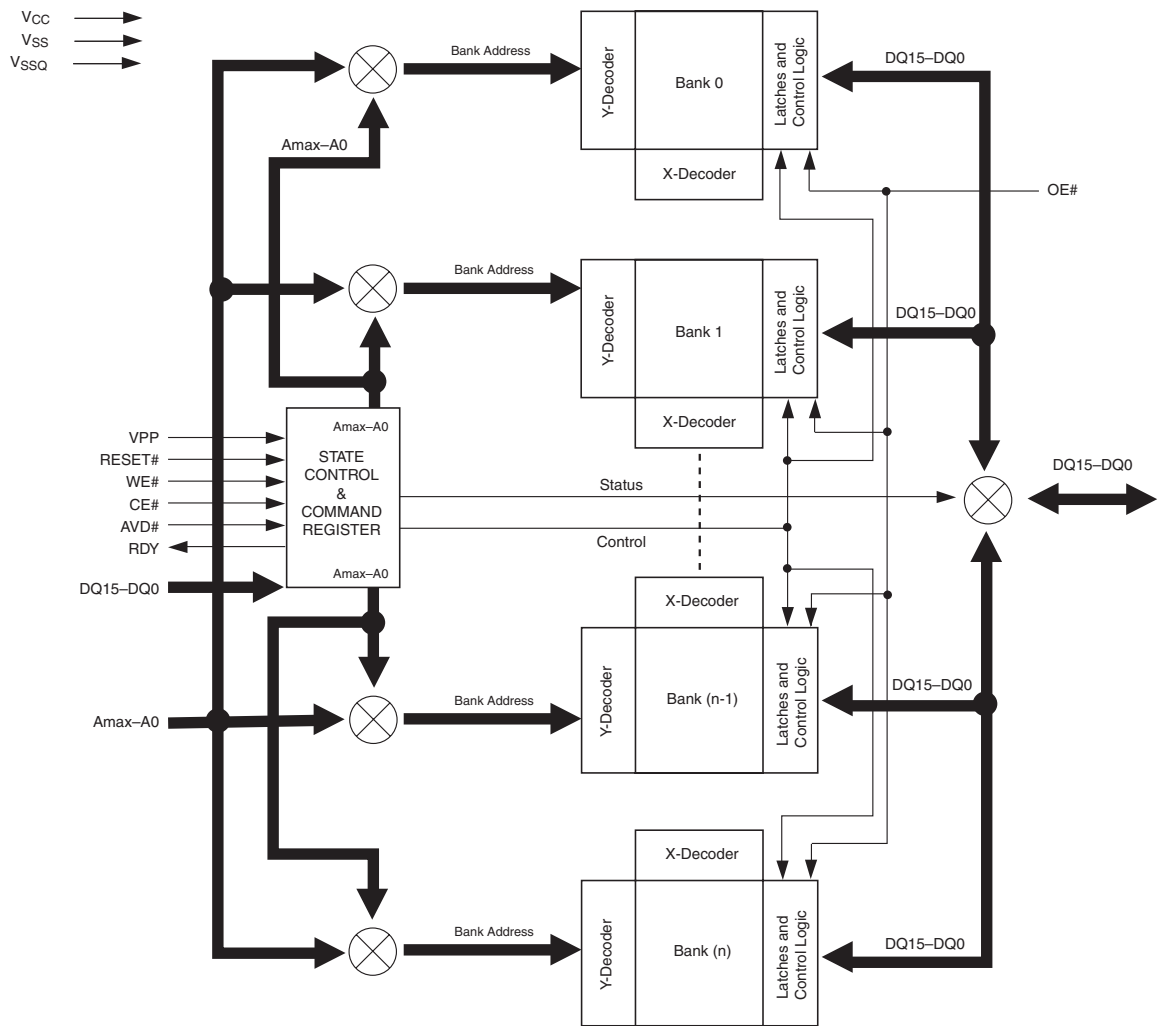 VCC
VSS
VSSQ
Bank Address
Y-Decoder
Bank 0
Latches and
Control Logic
DQ15–DQ0
Amax–A0
X-Decoder
OE#
Bank Address
Y-Decoder
Bank 1
Latches and
Control Logic
DQ15–DQ0
X-Decoder
Amax–A0
STATE
CONTROL
&
COMMAND
REGISTER
Amax–A0
VPP
RESET#
WE#
CE#
AVD#
RDY
DQ15–DQ0
Status
Control
DQ15–DQ0
X-Decoder
Amax–A0
Bank Address
Y-Decoder
Bank (n-1)
Latches and
Control Logic
DQ15–DQ0
X-Decoder
Bank Address
Y-Decoder
Bank (n)
Latches and
Control Logic
DQ15–DQ0